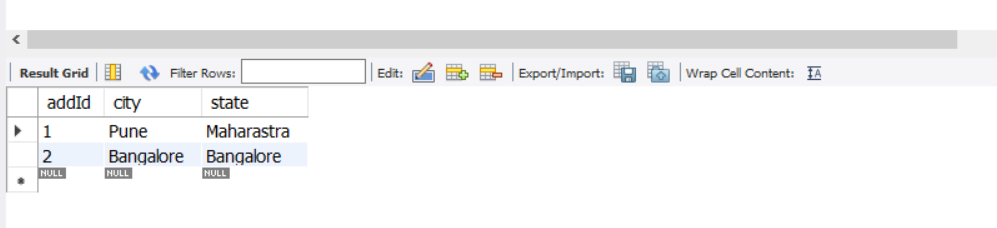 Result Grid Filter Rows: Edit: Export/Import: Wrap Cell Content: IA
addId city state
1 Pune Maharastra
2 Bangalore Bangalore
NULL NULL NULL